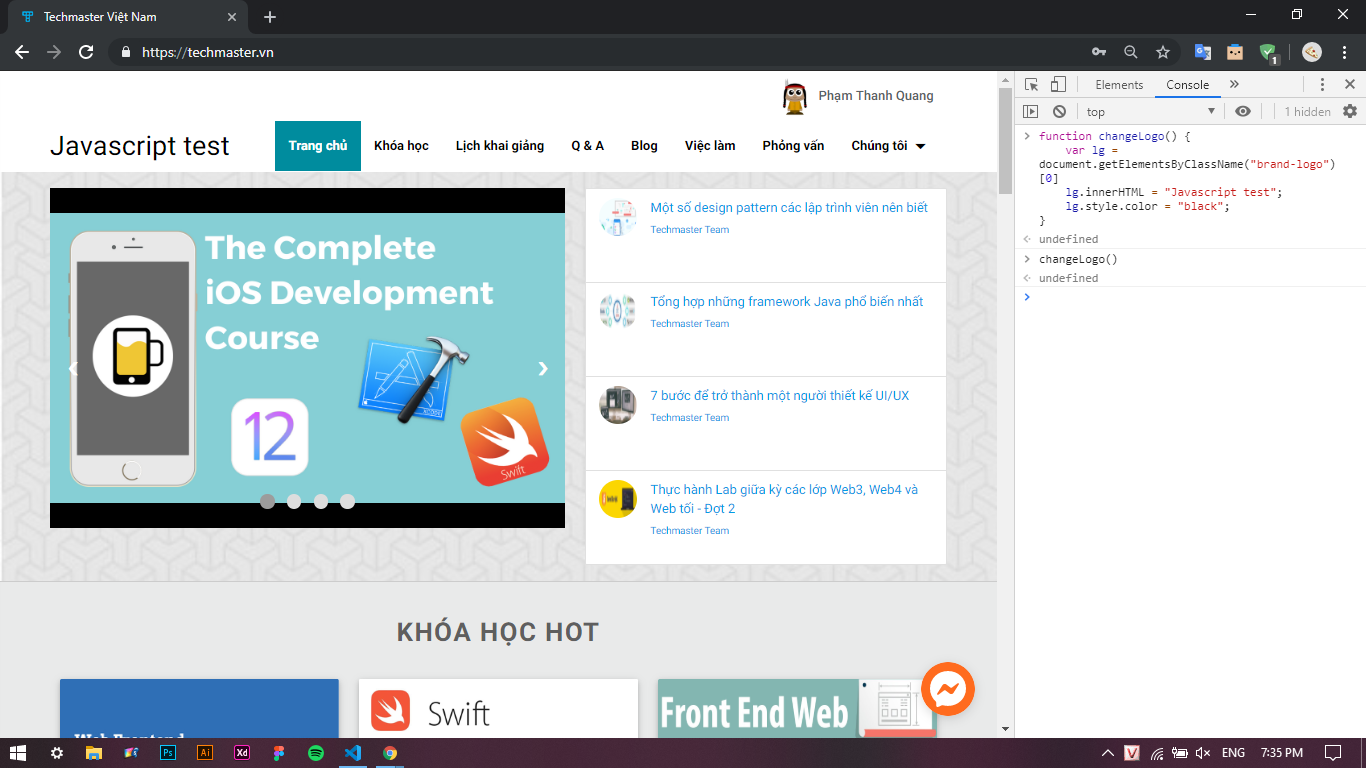 Techmaster Việt Nam
https://techmaster.vn
1
Phạm Thanh Quang
Javascript test
Trang chủ
Khóa học
Lịch khai giảng
Q & A
Blog
Việc làm
Phỏng vấn
Chúng tôi
The Complete
iOS Development
Course
12
Swift
Một số design pattern các lập trình viên nên biết
Techmaster Team
Tổng hợp những framework Java phổ biến nhất
Techmaster Team
7 bước để trở thành một người thiết kế UI/UX
Techmaster Team
Thực hành Lab giữa kỳ các lớp Web3, Web4 và
Web tối - Đợt 2
Techmaster Team
KHÓA HỌC HOT
Web Frontend
Swift
Front End Web
Elements
Console
top
1 hidden
function changeLogo() {
var lg =
document.getElementsByClassName("brand-logo")
[0]
lg.innerHTML = "Javascript test";
lg.style.color = "black";
}
undefined
changeLogo()
undefined
Ps
Ai
Xd
V
ENG
7:35 PM